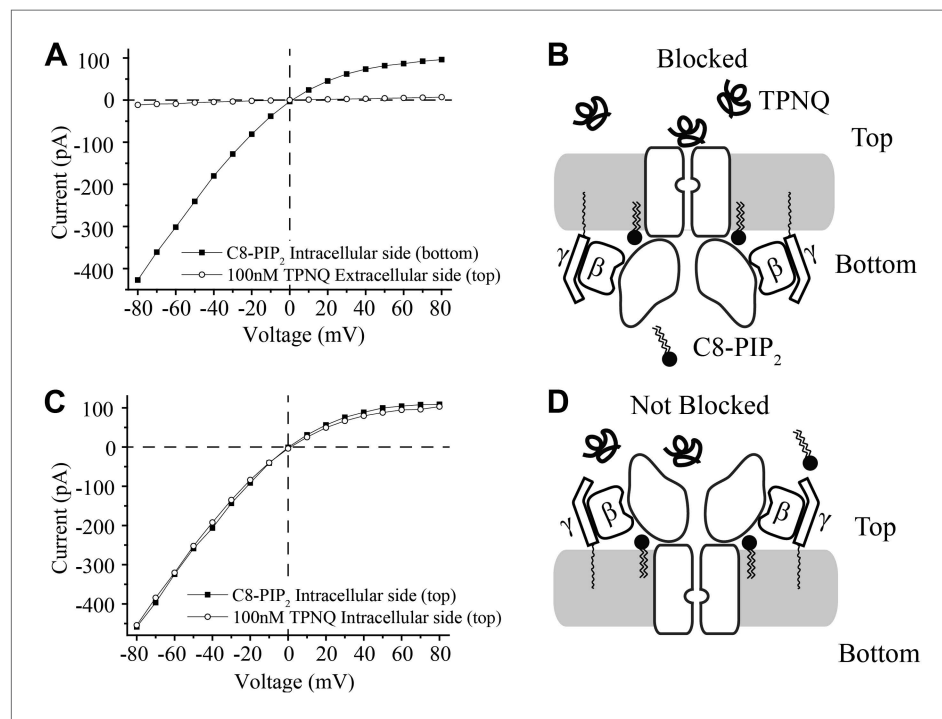 A
100
0
-100
-200
-300
-400
Current (pA)
C8-PIP₂ Intracellular side (bottom)
100nM TPNQ Extracellular side (top)
-80 -60 -40 -20 0 20 40 60 80
Voltage (mV)
B
Blocked
TPNQ
Top
γ β β γ
Bottom
C8-PIP₂
C
100
0
-100
-200
-300
-400
Current (pA)
C8-PIP₂ Intracellular side (top)
100nM TPNQ Intracellular side (top)
-80 -60 -40 -20 0 20 40 60 80
Voltage (mV)
D
Not Blocked
γ β β γ
Top
Bottom